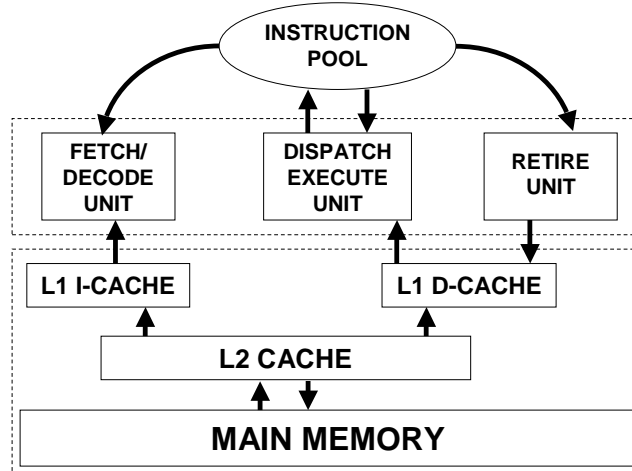 INSTRUCTION
POOL
FETCH/
DECODE
UNIT
DISPATCH
EXECUTE
UNIT
RETIRE
UNIT
L1 I-CACHE
L1 D-CACHE
L2 CACHE
MAIN MEMORY